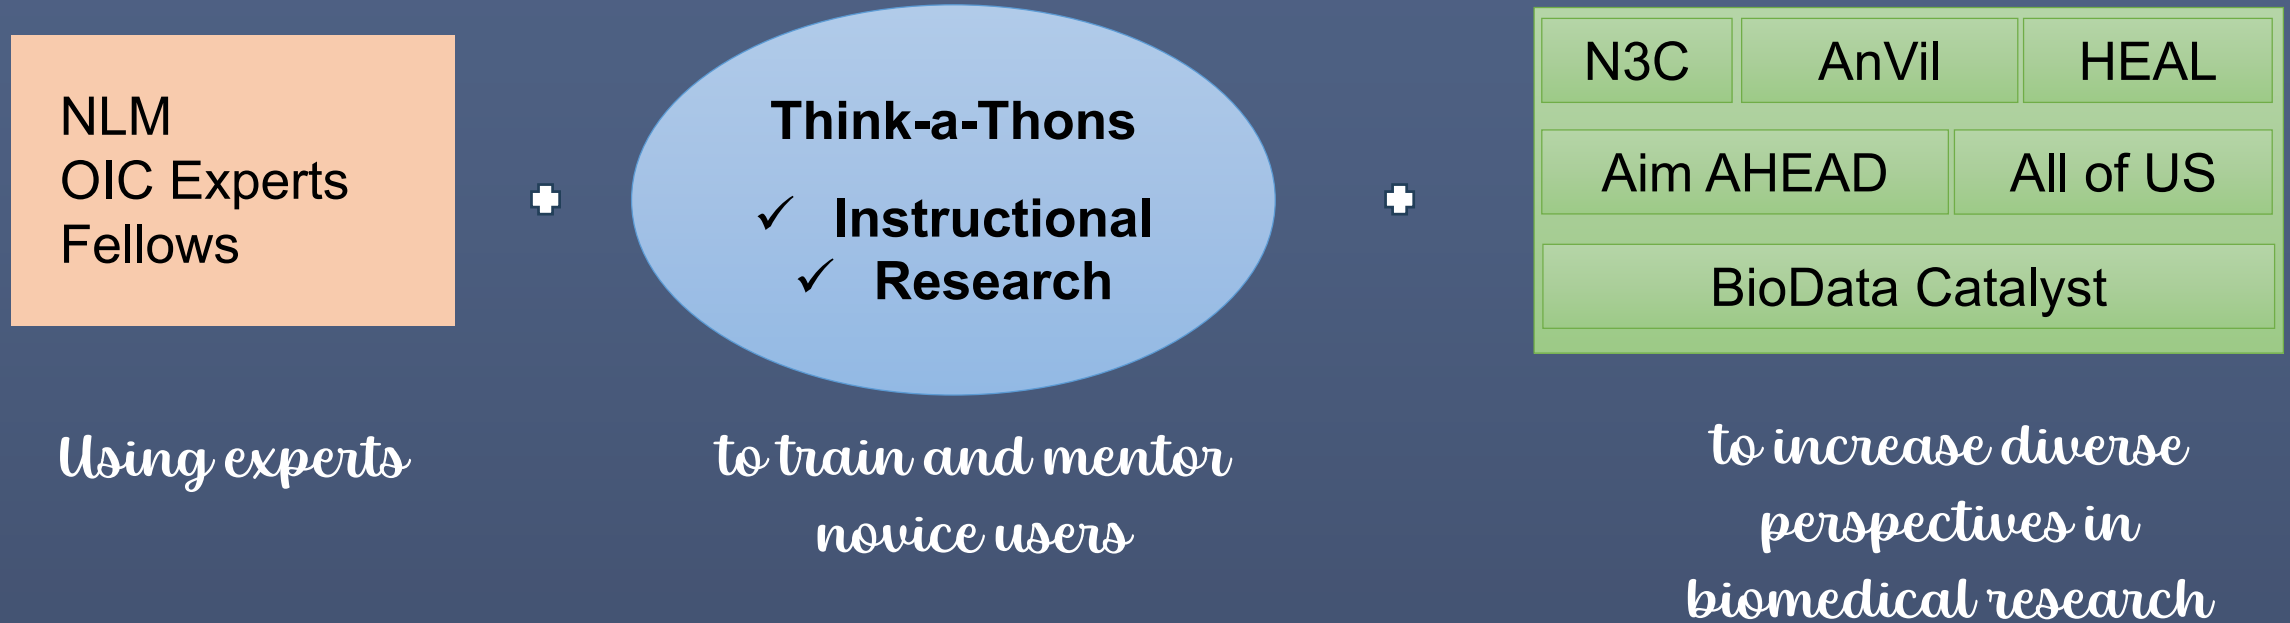 NLM
OIC Experts
Fellows
Using experts
Think-a-Thons
✓ Instructional
✓ Research
to train and mentor
novice users
N3C AnVil HEAL
Aim AHEAD All of US
BioData Catalyst
to increase diverse
perspectives in
biomedical research